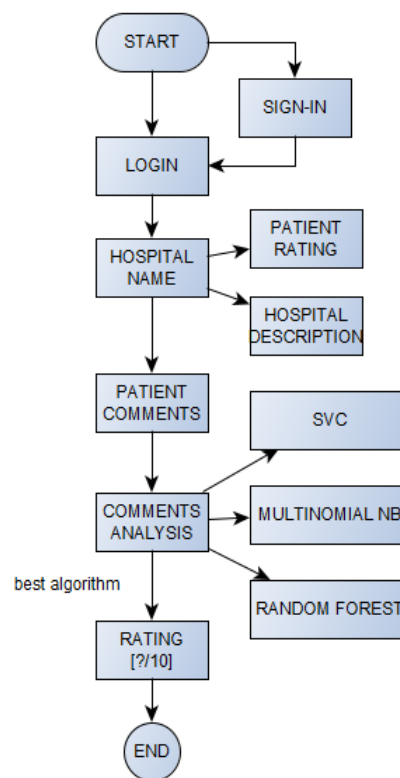 START
SIGN-IN
LOGIN
HOSPITAL
NAME
PATIENT
RATING
HOSPITAL
DESCRIPTION
PATIENT
COMMENTS
SVC
COMMENTS
ANALYSIS
MULTINOMIAL NB
RANDOM FOREST
best algorithm
RATING
[?/10]
END